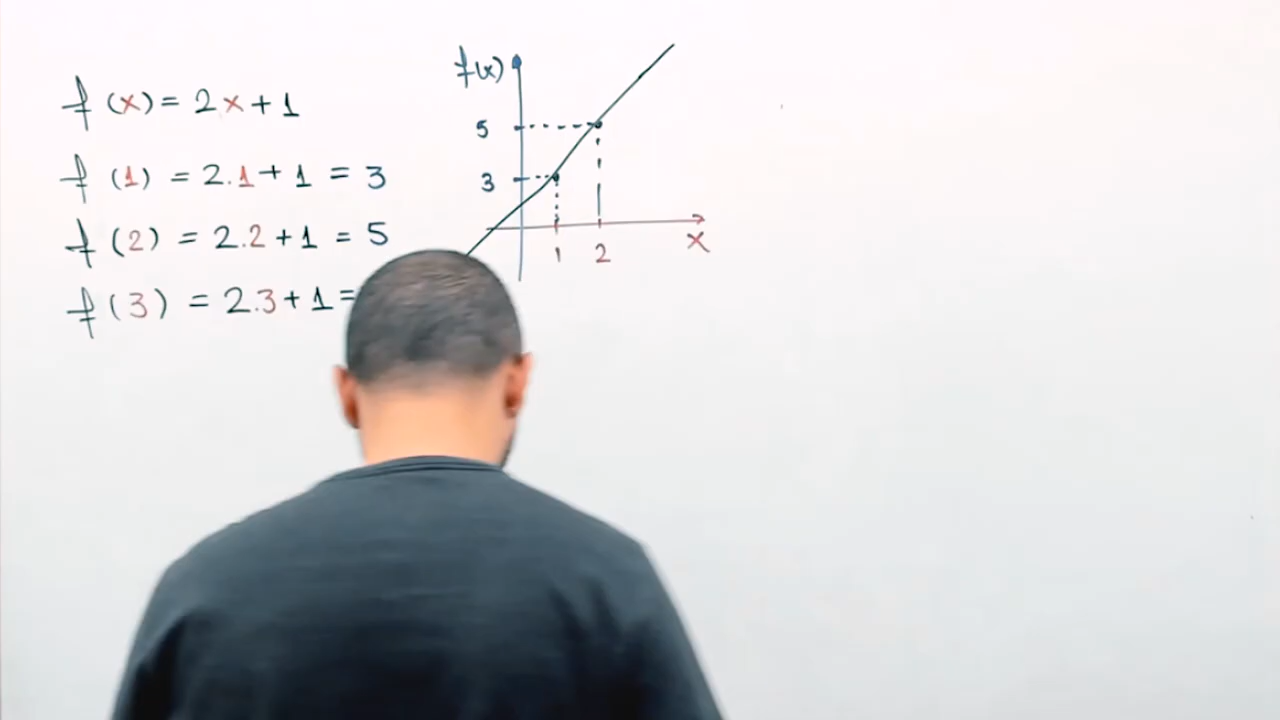 f(x) = 2x + 1
f(1) = 2.1 + 1 = 3
f(2) = 2.2 + 1 = 5
f(3) = 2.3 + 1 =
f(x)
5
3
1 2 x